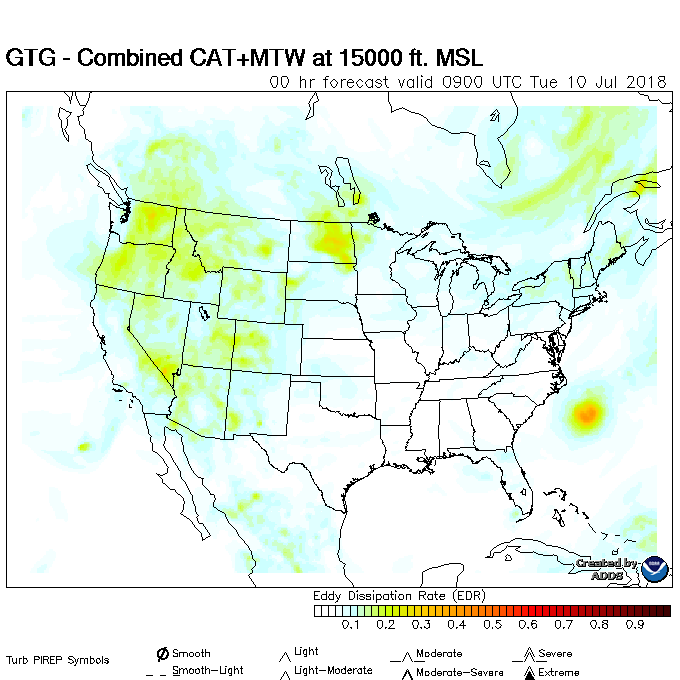 GTG - Combined CAT+MTW at 15000 ft. MSL
00 hr forecast valid 0900 UTC Tue 10 Jul 2018
Created by
ADDS
Eddy Dissipation Rate (EDR)
0.1 0.2 0.3 0.4 0.5 0.6 0.7 0.8 0.9
Turb PIREP Symbols
Smooth Light Moderate Severe
Smooth-Light Light-Moderate Moderate-Severe Extreme